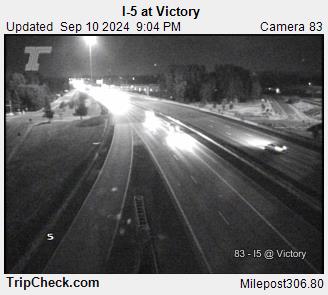 I-5 at Victory
Updated Sep 10 2024 9:04 PM Camera 83
T
S
83 - I5 @ Victory
TripCheck.com Milepost306.80